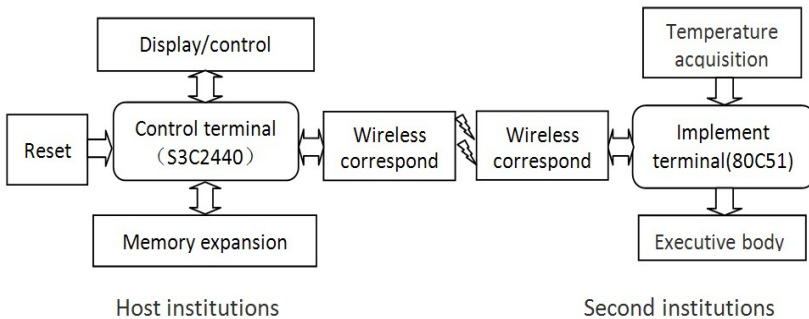 Display/control
Temperature
acquisition
Reset
Control terminal
（S3C2440）
Wireless
correspond
Wireless
correspond
Implement
terminal(80C51)
Memory expansion
Executive body
Host institutions
Second institutions